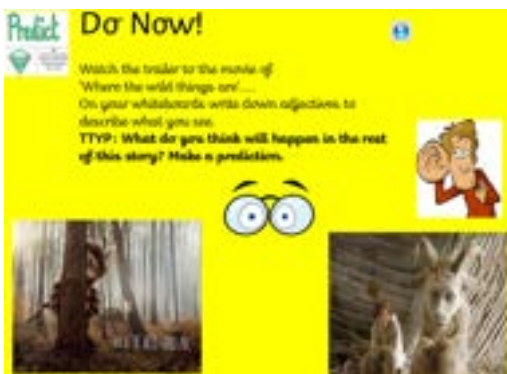 Predict
Do Now!
Watch the trailer to the movie of
'Where the wild things are'....
On your whiteboards write down adjectives to
describe what you see.
TTYP: What do you think will happen in the rest
of this story? Make a prediction.